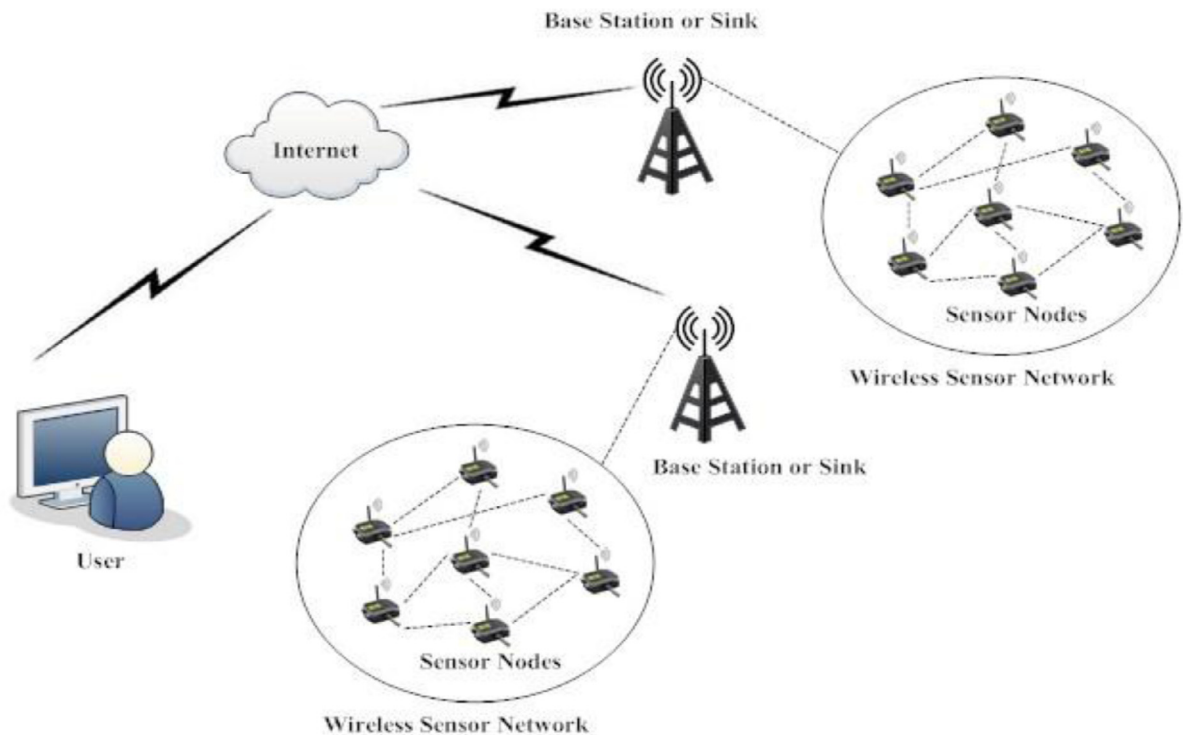 Base Station or Sink
Internet
Sensor Nodes
Wireless Sensor Network
Base Station or Sink
User
Sensor Nodes
Wireless Sensor Network